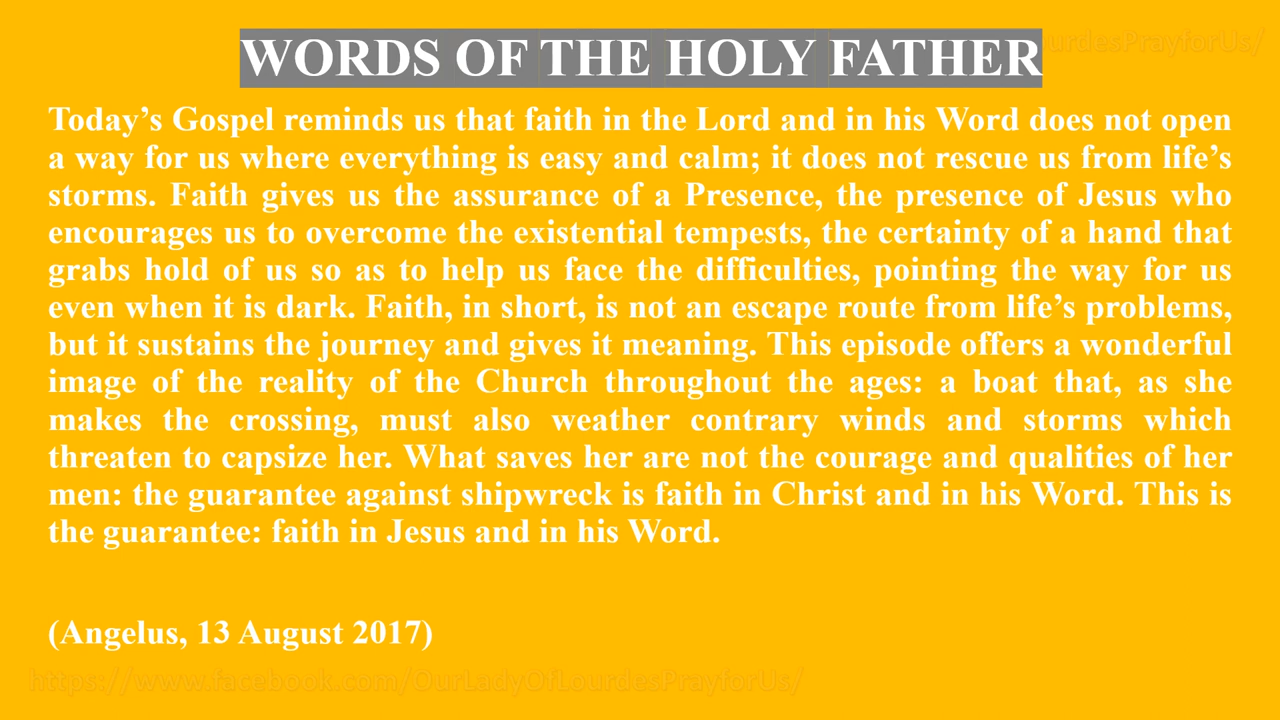 WORDS OF THE HOLY FATHER
urdesPrayforUs/
Today’s Gospel reminds us that faith in the Lord and in his Word does not open
a way for us where everything is easy and calm; it does not rescue us from life’s
storms. Faith gives us the assurance of a Presence, the presence of Jesus who
encourages us to overcome the existential tempests, the certainty of a hand that
grabs hold of us so as to help us face the difficulties, pointing the way for us
even when it is dark. Faith, in short, is not an escape route from life’s problems,
but it sustains the journey and gives it meaning. This episode offers a wonderful
image of the reality of the Church throughout the ages: a boat that, as she
makes the crossing, must also weather contrary winds and storms which
threaten to capsize her. What saves her are not the courage and qualities of her
men: the guarantee against shipwreck is faith in Christ and in his Word. This is
the guarantee: faith in Jesus and in his Word.
(Angelus, 13 August 2017)
https://www.facebook.com/OurLadyOfLourdesPrayforUs/